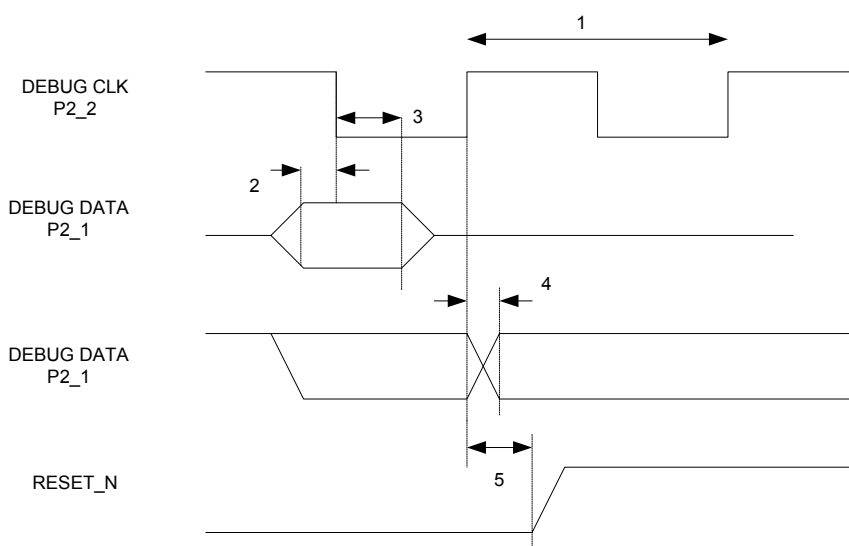 1
DEBUG CLK
P2_2
3
2
DEBUG DATA
P2_1
4
DEBUG DATA
P2_1
5
RESET_N